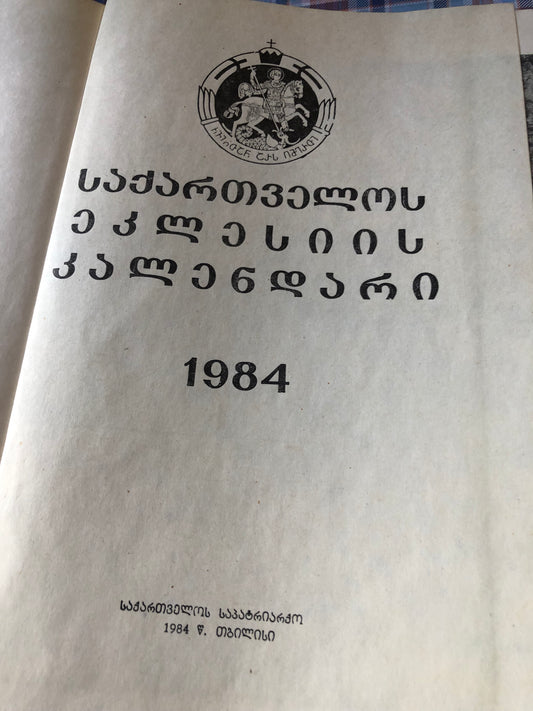 საქართველოს
ეკლესიის
კალენდარი
1984
საქართველოს საპატრიარქო
1984 წ. თბილისი